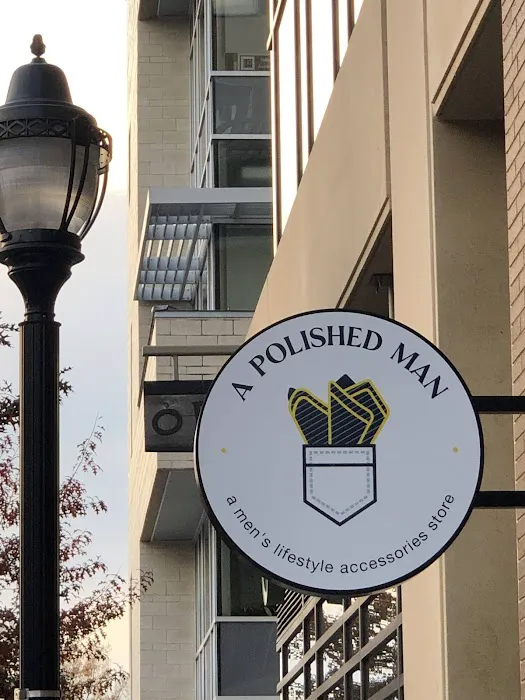 A POLISHED MAN
a men's lifestyle accessories store